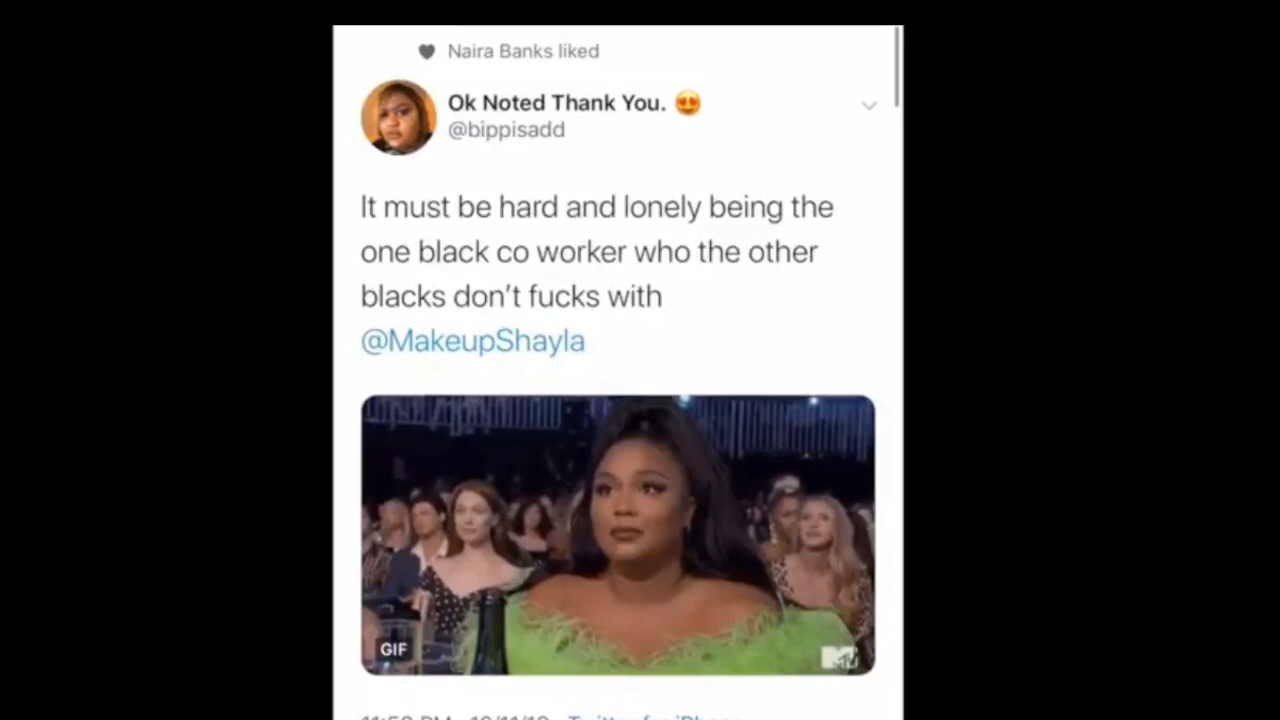 Naira Banks liked
Ok Noted Thank You. 😍
@bippisadd
It must be hard and lonely being the
one black co worker who the other
blacks don't fucks with
@MakeupShayla
GIF
MTV